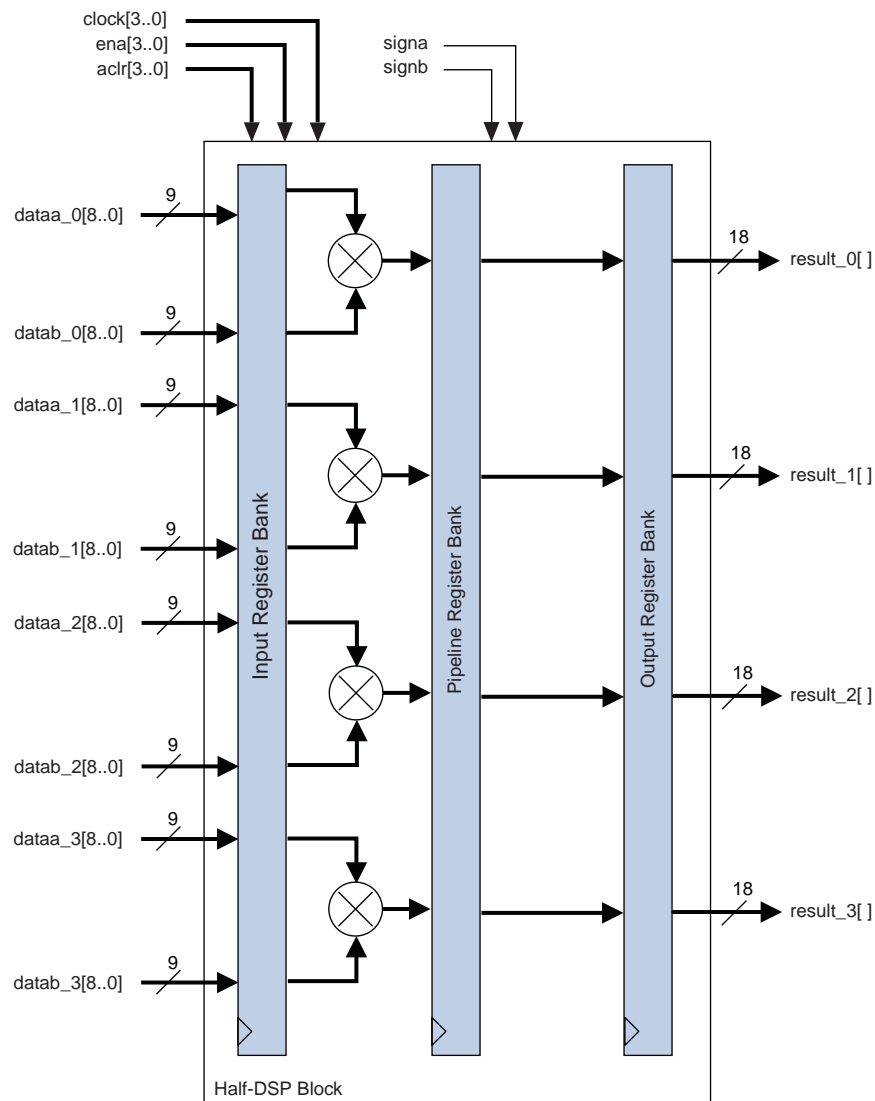 clock[3..0]
ena[3..0]
aclr[3..0]
signa
signb
9
dataa_0[8..0]
18
result_0[ ]
9
datab_0[8..0]
9
dataa_1[8..0]
18
result_1[ ]
9
datab_1[8..0]
9
dataa_2[8..0]
18
result_2[ ]
9
datab_2[8..0]
9
dataa_3[8..0]
18
result_3[ ]
9
datab_3[8..0]
Input Register Bank
Pipeline Register Bank
Output Register Bank
Half-DSP Block